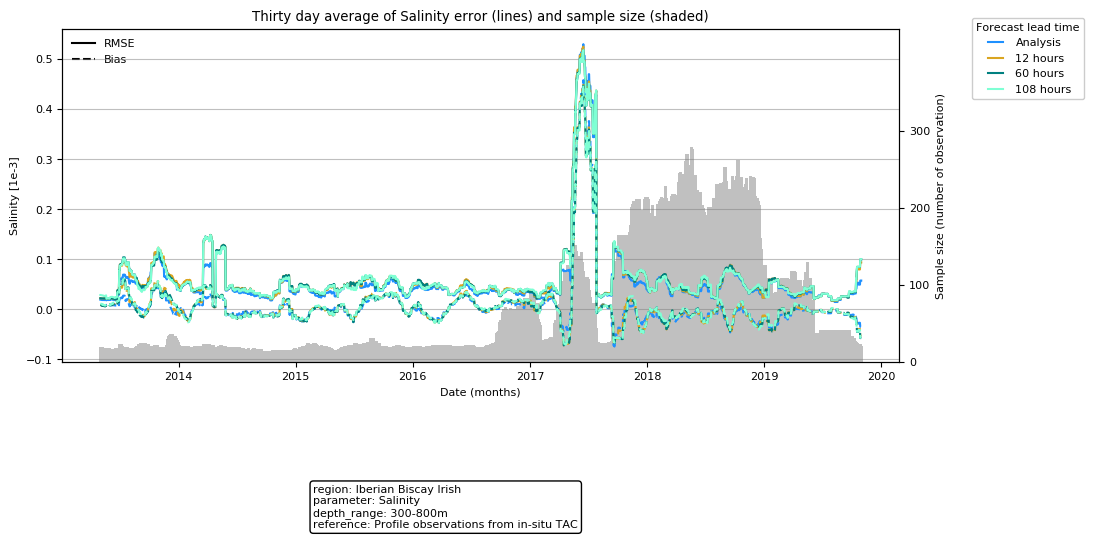 Thirty day average of Salinity error (lines) and sample size (shaded)
Forecast lead time
Analysis
12 hours
60 hours
108 hours
RMSE
Bias
0.5
0.4
0.3
0.2
0.1
0.0
−0.1
Salinity [1e-3]
300
200
100
0
Sample size (number of observation)
2014
2015
2016
2017
2018
2019
2020
Date (months)
region: Iberian Biscay Irish
parameter: Salinity
depth_range: 300-800m
reference: Profile observations from in-situ TAC